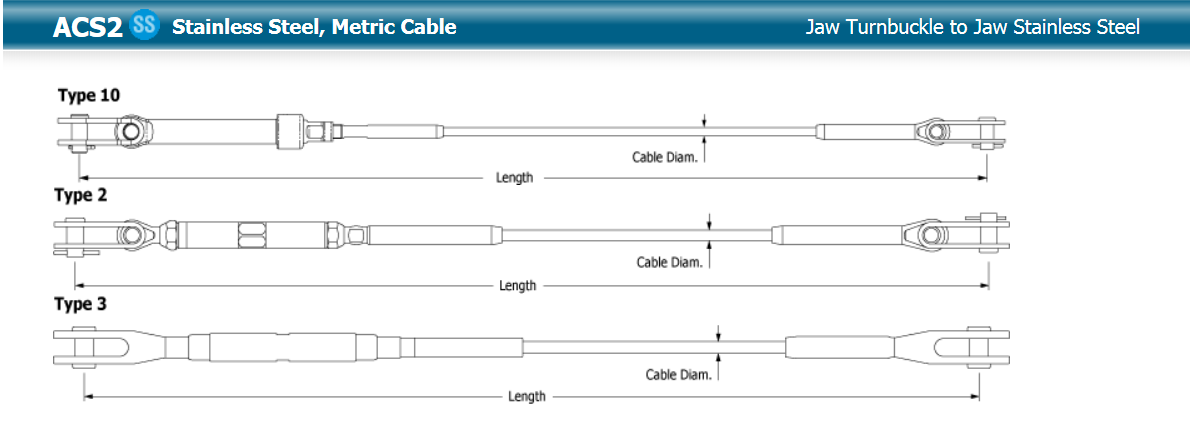 ACS2 SS Stainless Steel, Metric Cable Jaw Turnbuckle to Jaw Stainless Steel
Type 10
Cable Diam.
Length
Type 2
Cable Diam.
Length
Type 3
Cable Diam.
Length